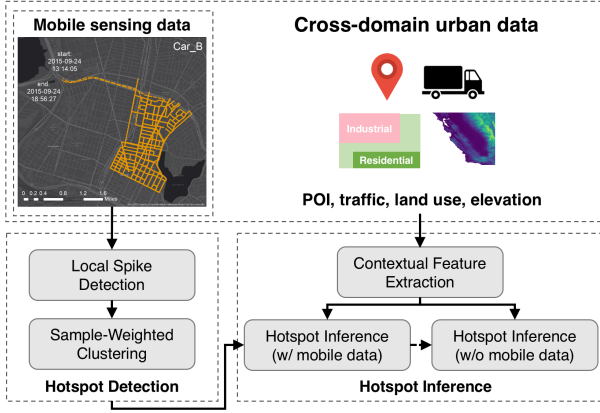 Mobile sensing data
Car_B
start:
2015-09-24
13:14:05
end:
2015-09-24
18:56:27
0 0.2 0.4 0.8 1.2 1.6
Miles
Cross-domain urban data
Industrial
Residential
POI, traffic, land use, elevation
Local Spike
Detection
Sample-Weighted
Clustering
Hotspot Detection
Contextual Feature
Extraction
Hotspot Inference
(w/ mobile data)
Hotspot Inference
(w/o mobile data)
Hotspot Inference